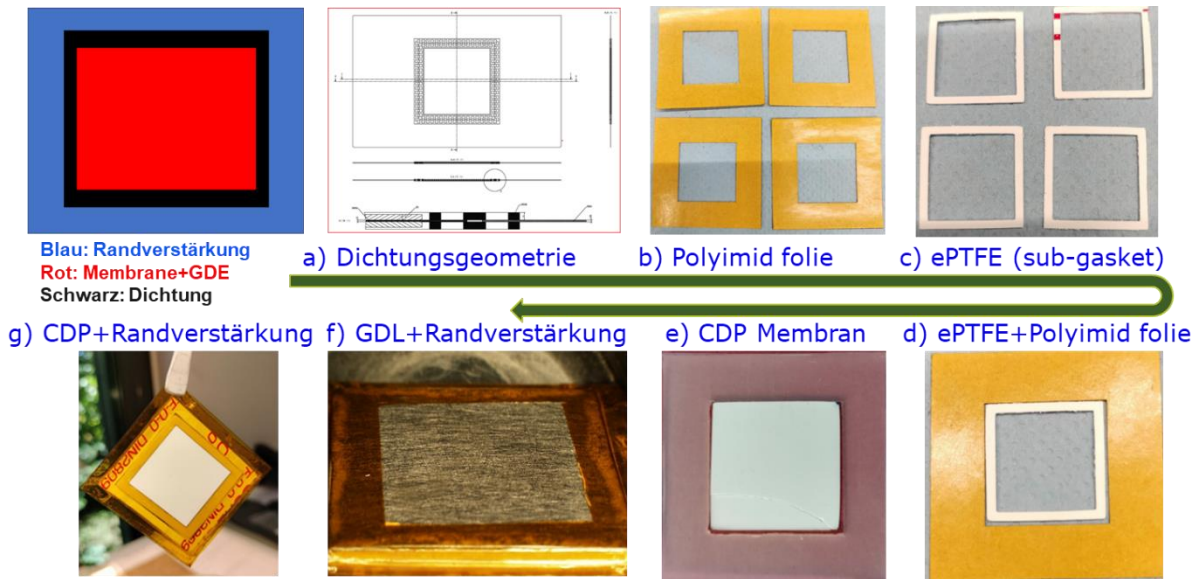 Blau: Randverstärkung
Rot: Membrane+GDE
Schwarz: Dichtung
a) Dichtungsgeometrie
b) Polyimid folie
c) ePTFE (sub-gasket)
g) CDP+Randverstärkung
f) GDL+Randverstärkung
e) CDP Membran
d) ePTFE+Polyimid folie